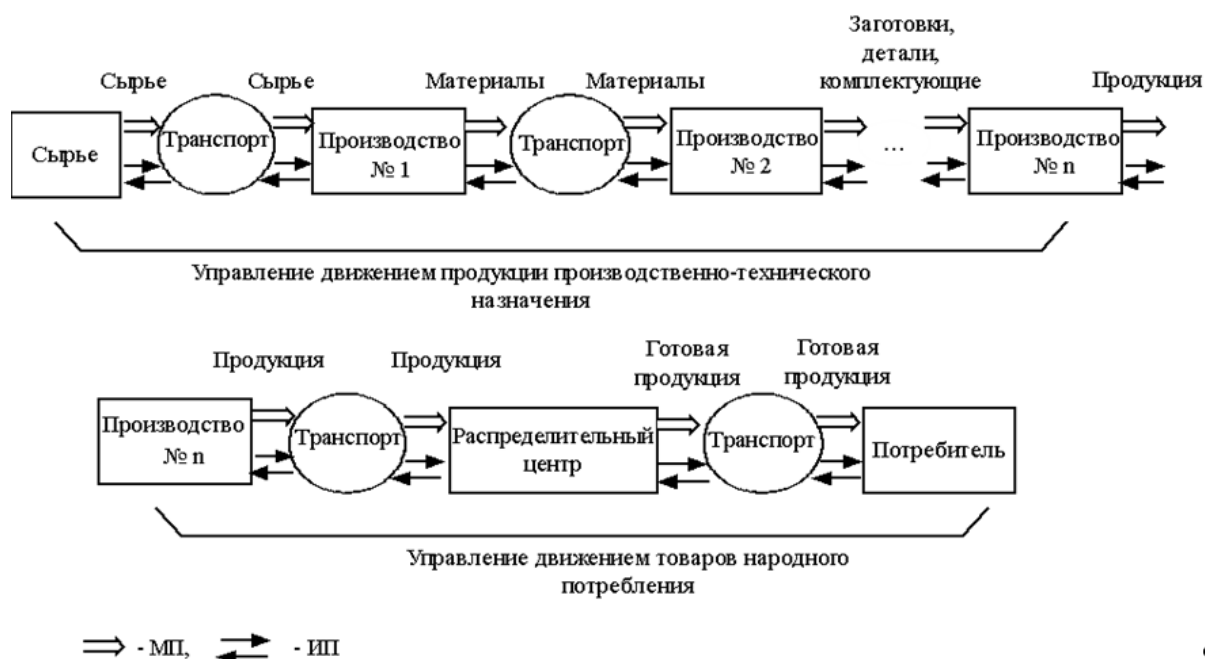 Заготовки,
детали,
комплектующие
Сырье Сырье Материалы Материалы Продукция
Сырье
Транспорт
Производство
№ 1
Транспорт
Производство
№ 2
...
Производство
№ n
Управление движением продукции производственно-технического
назначения
Продукция Продукция
Готовая
продукция
Готовая
продукция
Производство
№ n
Транспорт
Распределительный
центр
Транспорт
Потребитель
Управление движением товаров народного
потребления
- МП, - ИП